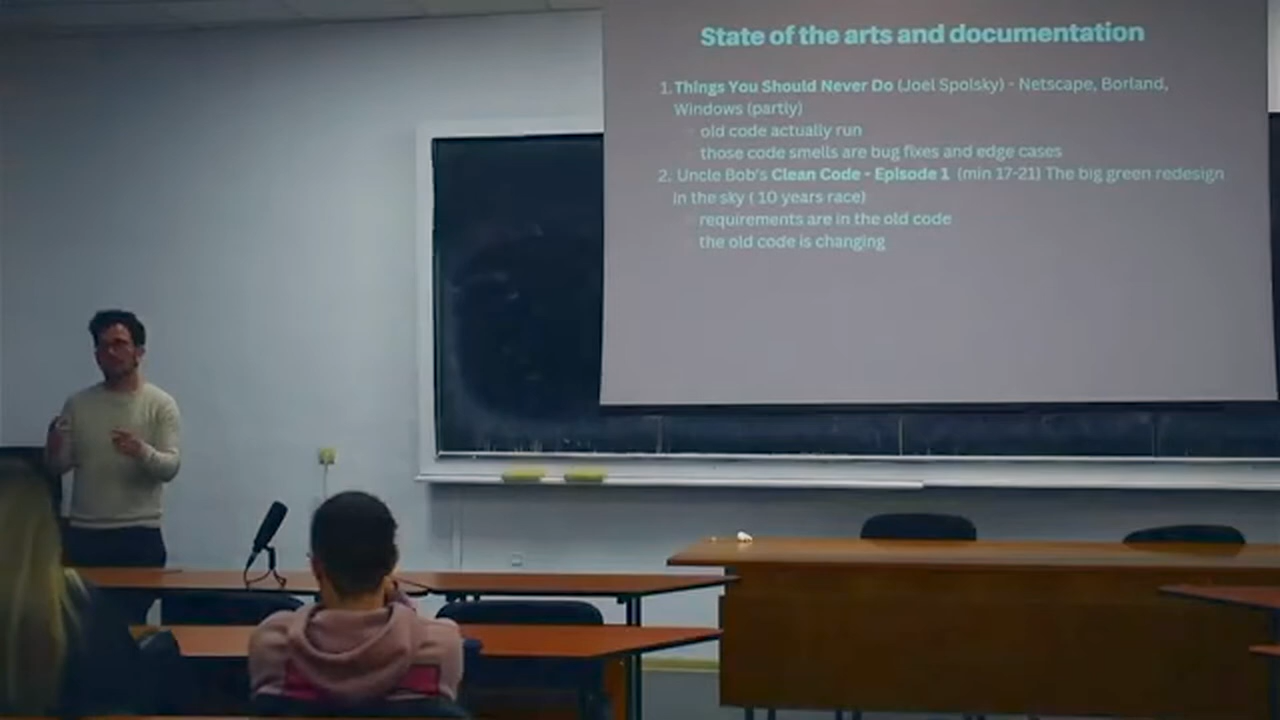 State of the arts and documentation
1. Things You Should Never Do (Joel Spolsky) - Netscape, Borland,
Windows (partly)
old code actually run
those code smells are bug fixes and edge cases
2. Uncle Bob's Clean Code - Episode 1 (min 17-21) The big green redesign
in the sky ( 10 years race)
requirements are in the old code
the old code is changing